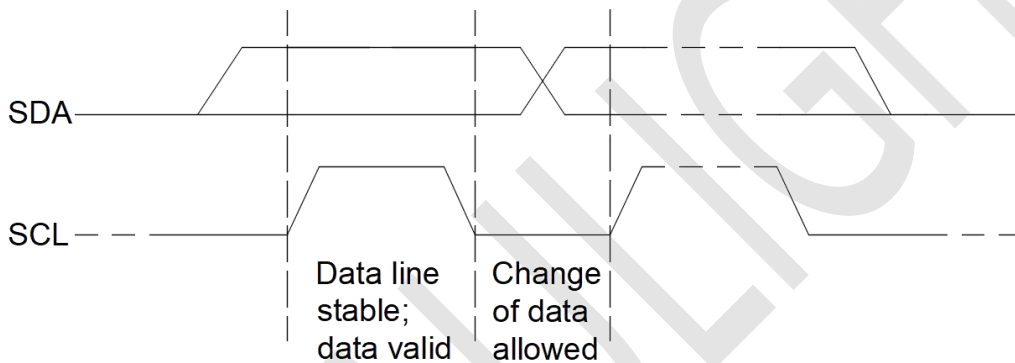 SDA
SCL
Data line
stable;
data valid
Change
of data
allowed